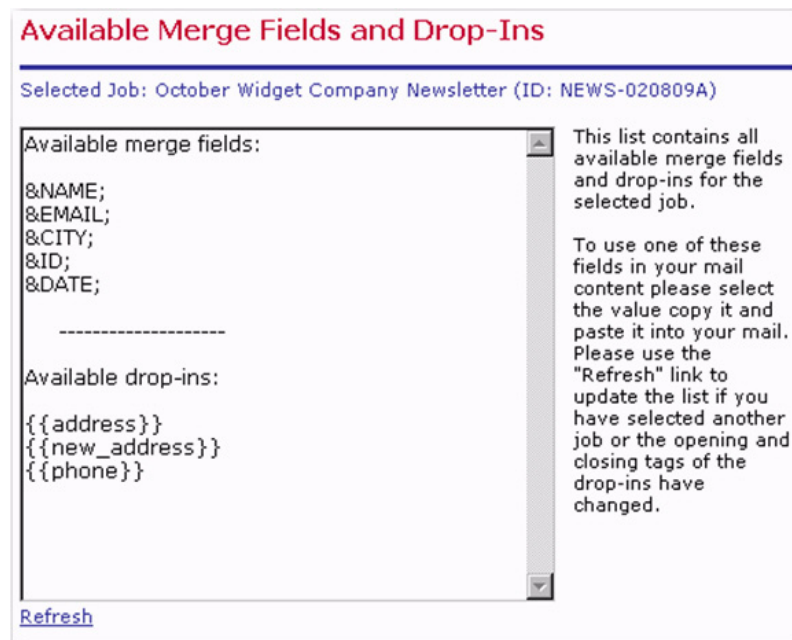 Available Merge Fields and Drop-Ins
Selected Job: October Widget Company Newsletter (ID: NEWS-020809A)
Available merge fields:
&NAME;
&EMAIL;
&CITY;
&ID;
&DATE;
--------------------
Available drop-ins:
{{address}}
{{new_address}}
{{phone}}
Refresh
This list contains all
available merge fields
and drop-ins for the
selected job.
To use one of these
fields in your mail
content please select
the value copy it and
paste it into your mail.
Please use the
"Refresh" link to
update the list if you
have selected another
job or the opening and
closing tags of the
drop-ins have
changed.